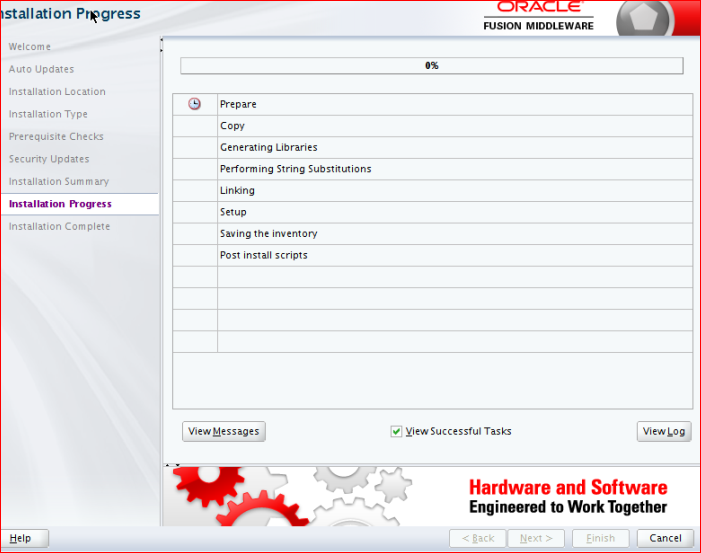 Installation Progress
ORACLE
FUSION MIDDLEWARE
Welcome
Auto Updates
Installation Location
Installation Type
Prerequisite Checks
Security Updates
Installation Summary
Installation Progress
Installation Complete
0%
Prepare
Copy
Generating Libraries
Performing String Substitutions
Linking
Setup
Saving the inventory
Post install scripts
View Messages
View Successful Tasks
View Log
Hardware and Software
Engineered to Work Together
Help
< Back
Next >
Finish
Cancel